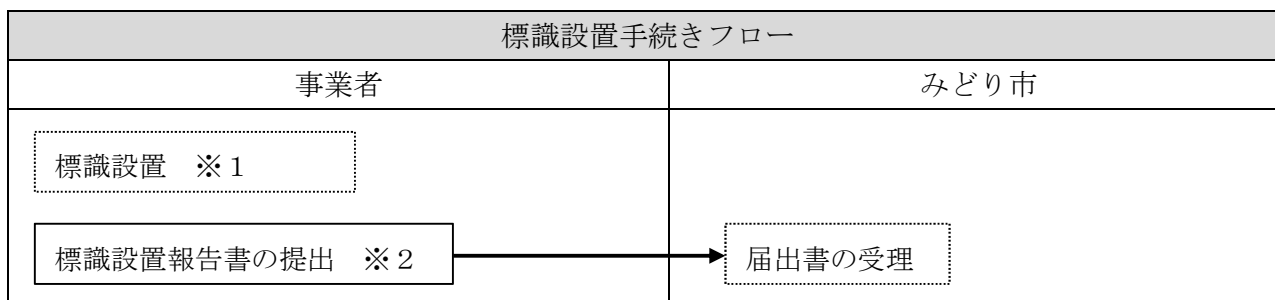 標識設置手続きフロー
事業者
みどり市
標識設置　※１
標識設置報告書の提出　※２
届出書の受理